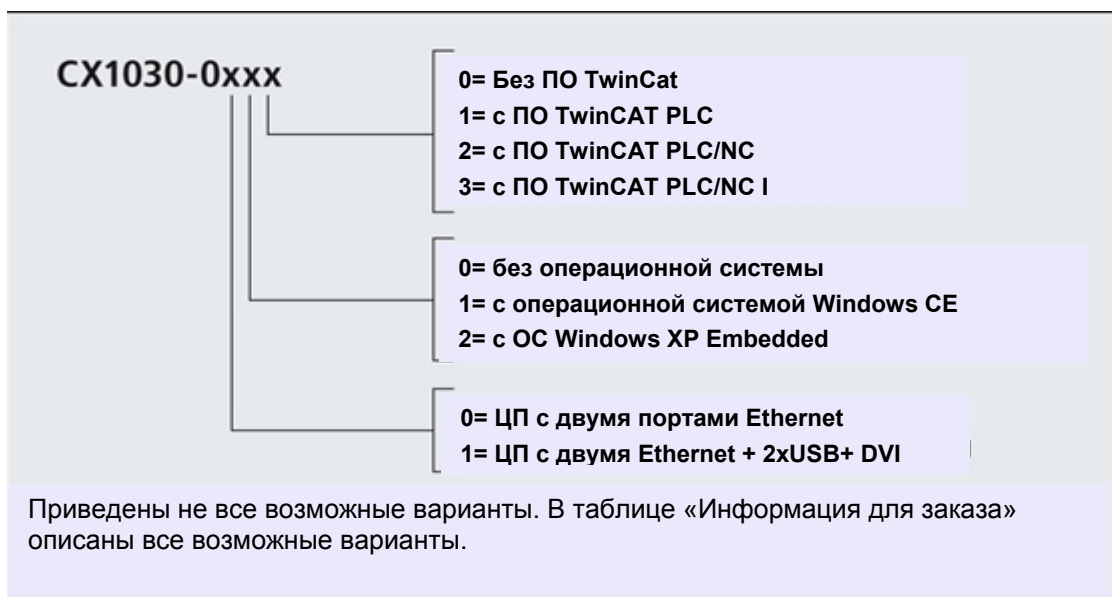 CX1030-0xxx
0= Без ПО TwinCat
1= с ПО TwinCAT PLC
2= с ПО TwinCAT PLC/NC
3= с ПО TwinCAT PLC/NC I
0= без операционной системы
1= с операционной системой Windows CE
2= с ОС Windows XP Embedded
0= ЦП с двумя портами Ethernet
1= ЦП с двумя Ethernet + 2xUSB+ DVI
Приведены не все возможные варианты. В таблице «Информация для заказа»
описаны все возможные варианты.